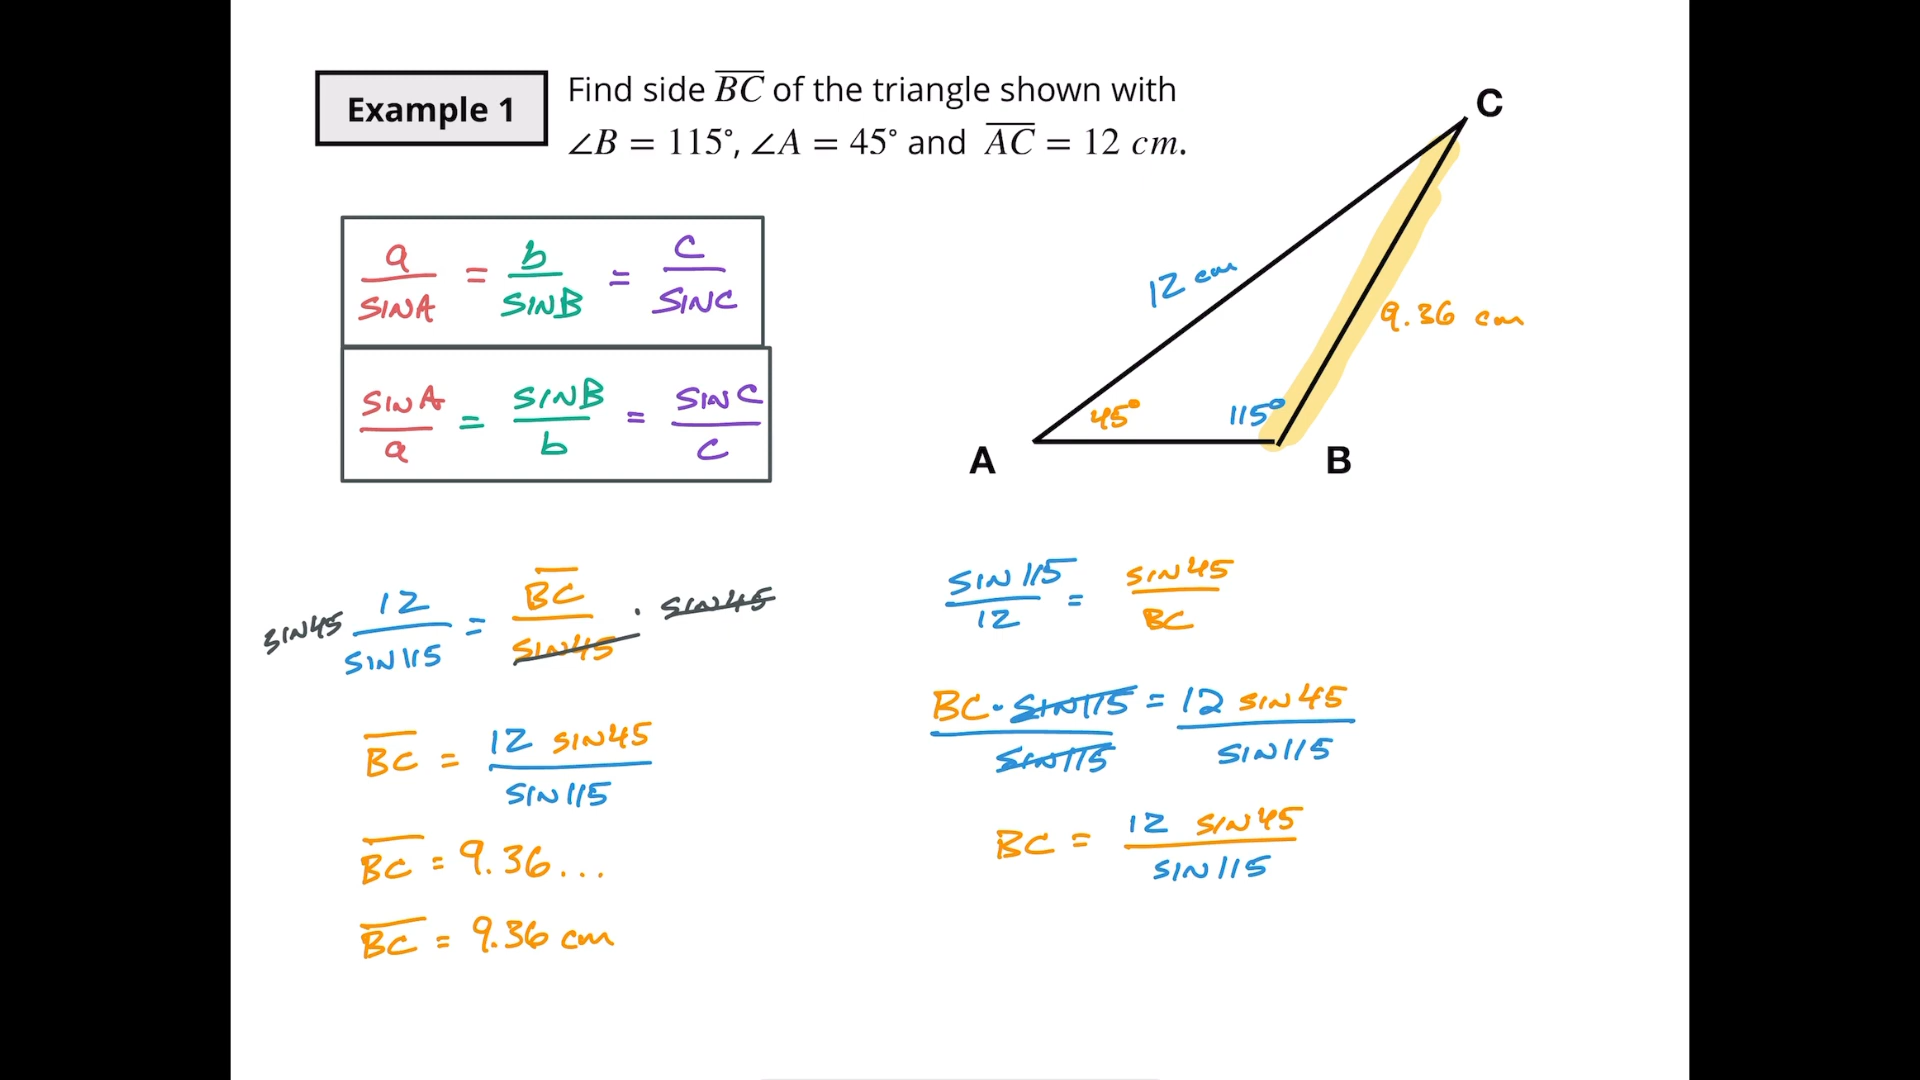 Example 1
Find side BC of the triangle shown with
∠B = 115°, ∠A = 45° and AC = 12 cm.
a/SINA = b/SINB = c/SINC
SINA/a = SINB/b = SINC/c
C
12 cm
9.36 cm
45°
115°
A
B
SIN45 12/SIN115 = BC/SIN45 · SIN45
BC = 12 SIN45/SIN115
BC = 9.36...
BC = 9.36 cm
SIN115/12 = SIN45/BC
BC · SIN115/SIN115 = 12 SIN45/SIN115
BC = 12 SIN45/SIN115